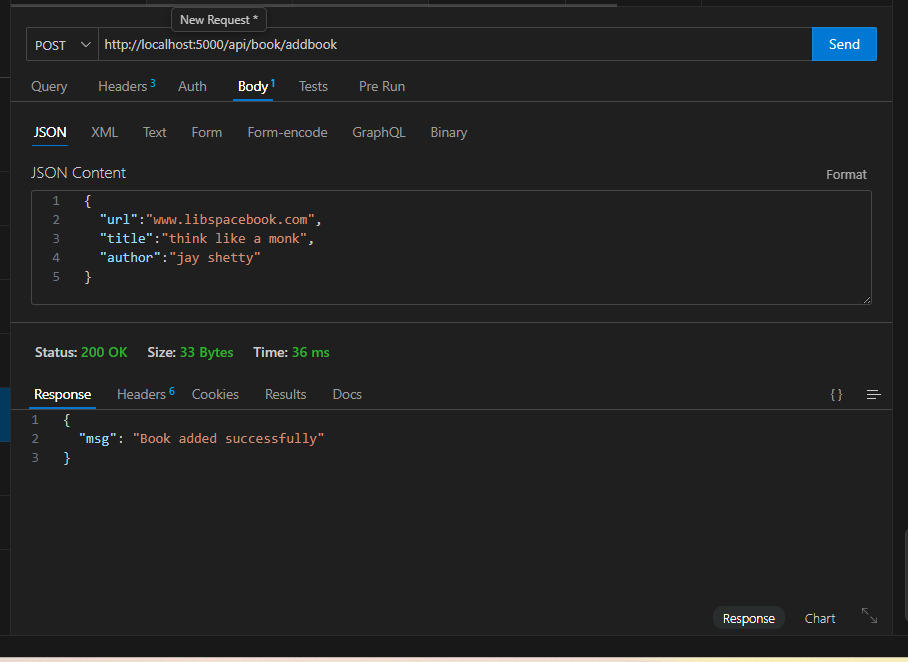 New Request *
POST http://localhost:5000/api/book/addbook Send
Query Headers 3 Auth Body 1 Tests Pre Run
JSON XML Text Form Form-encode GraphQL Binary
JSON Content Format
1 {
2 "url":"www.libspacebook.com",
3 "title":"think like a monk",
4 "author":"jay shetty"
5 }
Status: 200 OK Size: 33 Bytes Time: 36 ms
Response Headers 6 Cookies Results Docs { }
1 {
2 "msg": "Book added successfully"
3 }
Response Chart